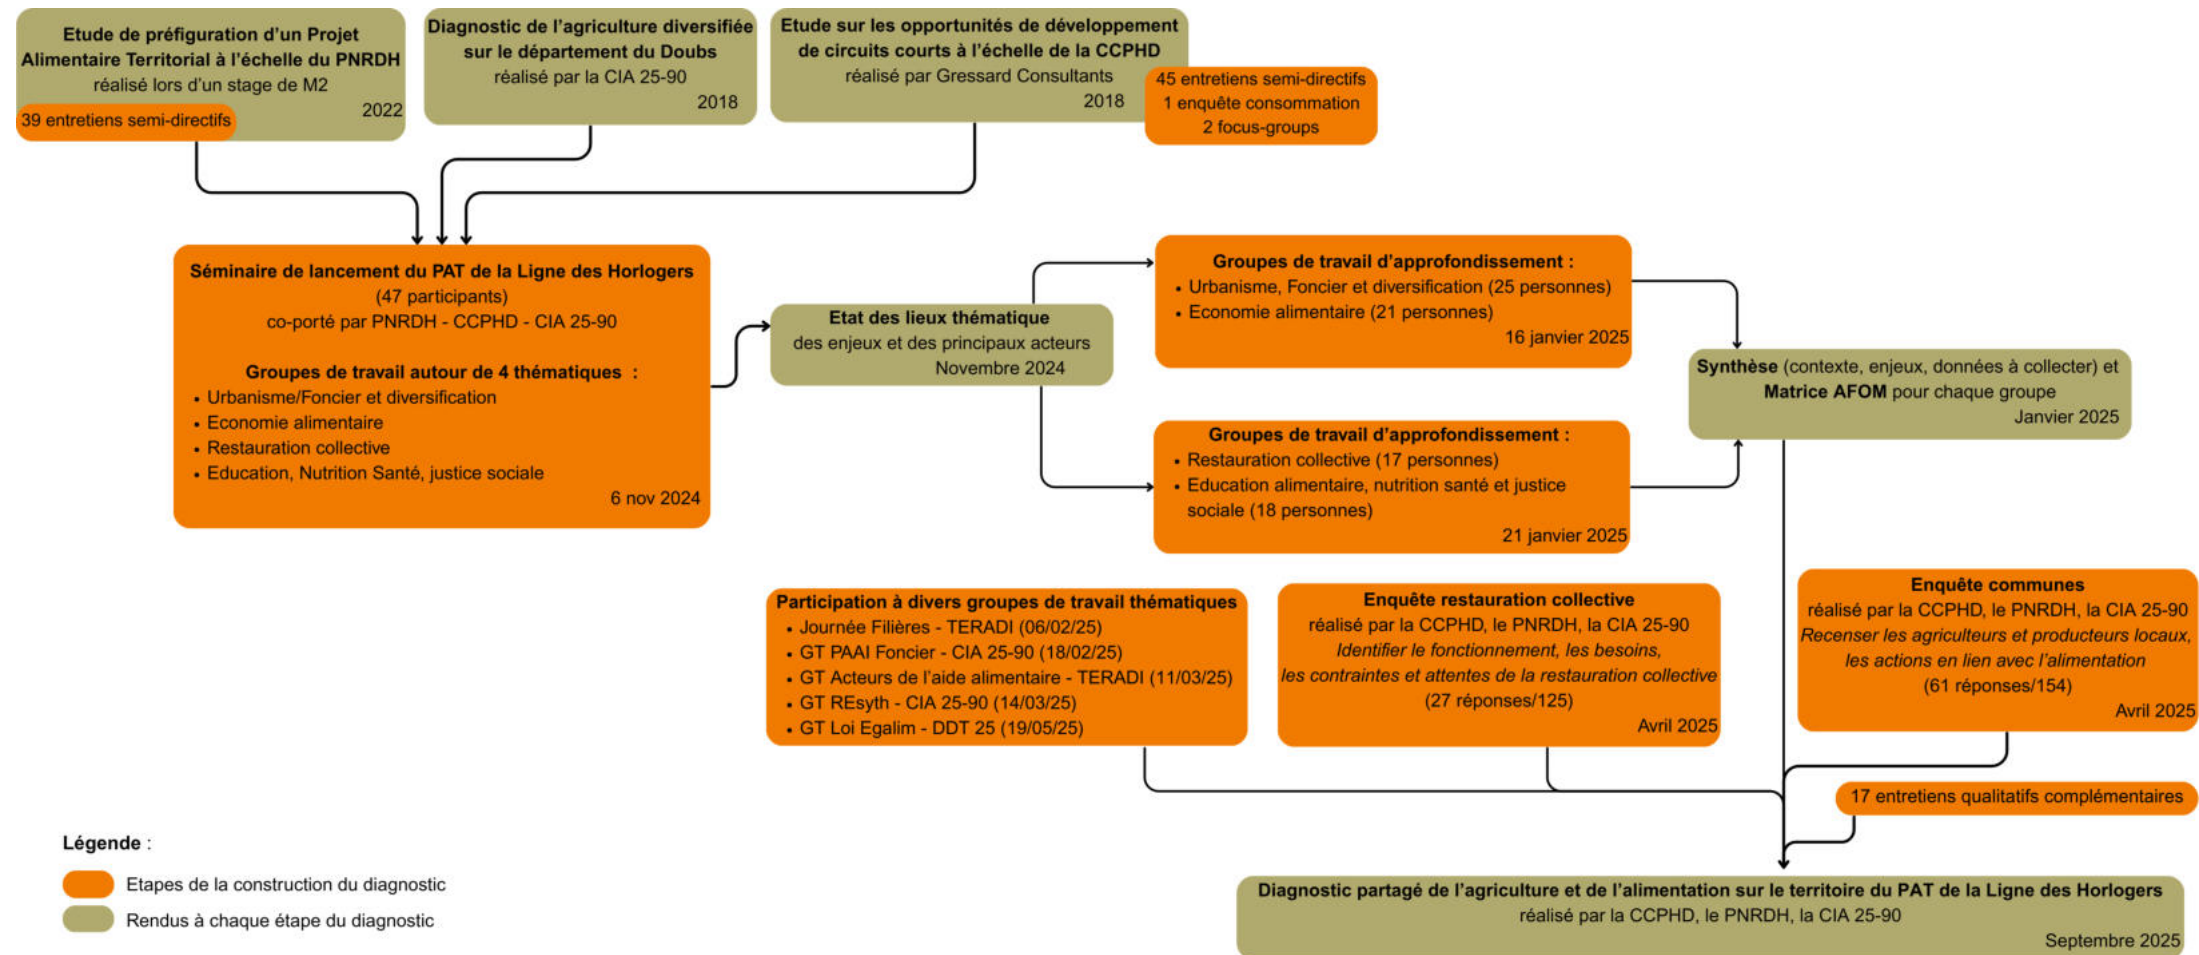 Etude de préfiguration d'un Projet
Alimentaire Territorial à l'échelle du PNRDH
réalisé lors d'un stage de M2
2022
39 entretiens semi-directifs
Diagnostic de l'agriculture diversifiée
sur le département du Doubs
réalisé par la CIA 25-90
2018
Etude sur les opportunités de développement
de circuits courts à l'échelle de la CCPHD
réalisé par Gressard Consultants
2018
45 entretiens semi-directifs
1 enquête consommation
2 focus-groups
Séminaire de lancement du PAT de la Ligne des Horlogers
(47 participants)
co-porté par PNRDH - CCPHD - CIA 25-90
Groupes de travail autour de 4 thématiques :
• Urbanisme/Foncier et diversification
• Economie alimentaire
• Restauration collective
• Education, Nutrition Santé, justice sociale
6 nov 2024
Etat des lieux thématique
des enjeux et des principaux acteurs
Novembre 2024
Groupes de travail d'approfondissement :
• Urbanisme, Foncier et diversification (25 personnes)
• Economie alimentaire (21 personnes)
16 janvier 2025
Groupes de travail d'approfondissement :
• Restauration collective (17 personnes)
• Education alimentaire, nutrition santé et justice
sociale (18 personnes)
21 janvier 2025
Synthèse (contexte, enjeux, données à collecter) et
Matrice AFOM pour chaque groupe
Janvier 2025
Participation à divers groupes de travail thématiques
• Journée Filières - TERADI (06/02/25)
• GT PAAI Foncier - CIA 25-90 (18/02/25)
• GT Acteurs de l'aide alimentaire - TERADI (11/03/25)
• GT REsyth - CIA 25-90 (14/03/25)
• GT Loi Egalim - DDT 25 (19/05/25)
Enquête restauration collective
réalisé par la CCPHD, le PNRDH, la CIA 25-90
Identifier le fonctionnement, les besoins,
les contraintes et attentes de la restauration collective
(27 réponses/125)
Avril 2025
Enquête communes
réalisé par la CCPHD, le PNRDH, la CIA 25-90
Recenser les agriculteurs et producteurs locaux,
les actions en lien avec l'alimentation
(61 réponses/154)
Avril 2025
17 entretiens qualitatifs complémentaires
Légende :
Etapes de la construction du diagnostic
Rendus à chaque étape du diagnostic
Diagnostic partagé de l'agriculture et de l'alimentation sur le territoire du PAT de la Ligne des Horlogers
réalisé par la CCPHD, le PNRDH, la CIA 25-90
Septembre 2025